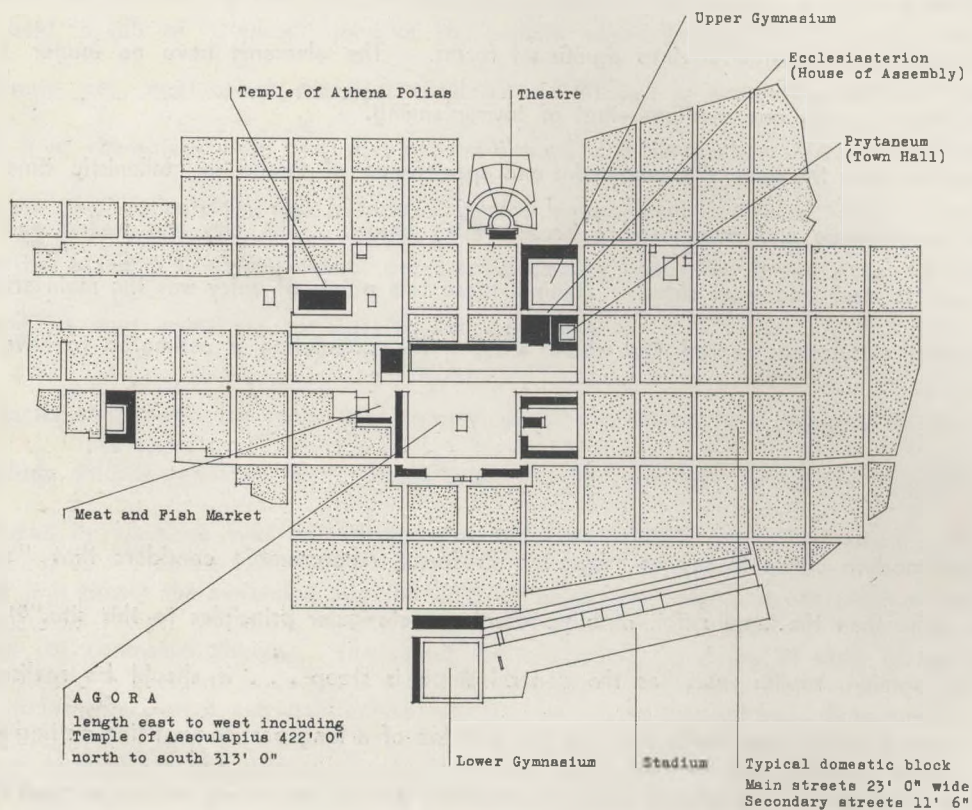 Upper Gymnasium
Ecclesiasterion
(House of Assembly)
Temple of Athena Polias
Theatre
Prytaneum
(Town Hall)
Meat and Fish Market
AGORA
length east to west including
Temple of Aesculapius 422' 0"
north to south 313' 0"
Lower Gymnasium
Stadium
Typical domestic block
Main streets 23' 0" wide
Secondary streets 11' 6"